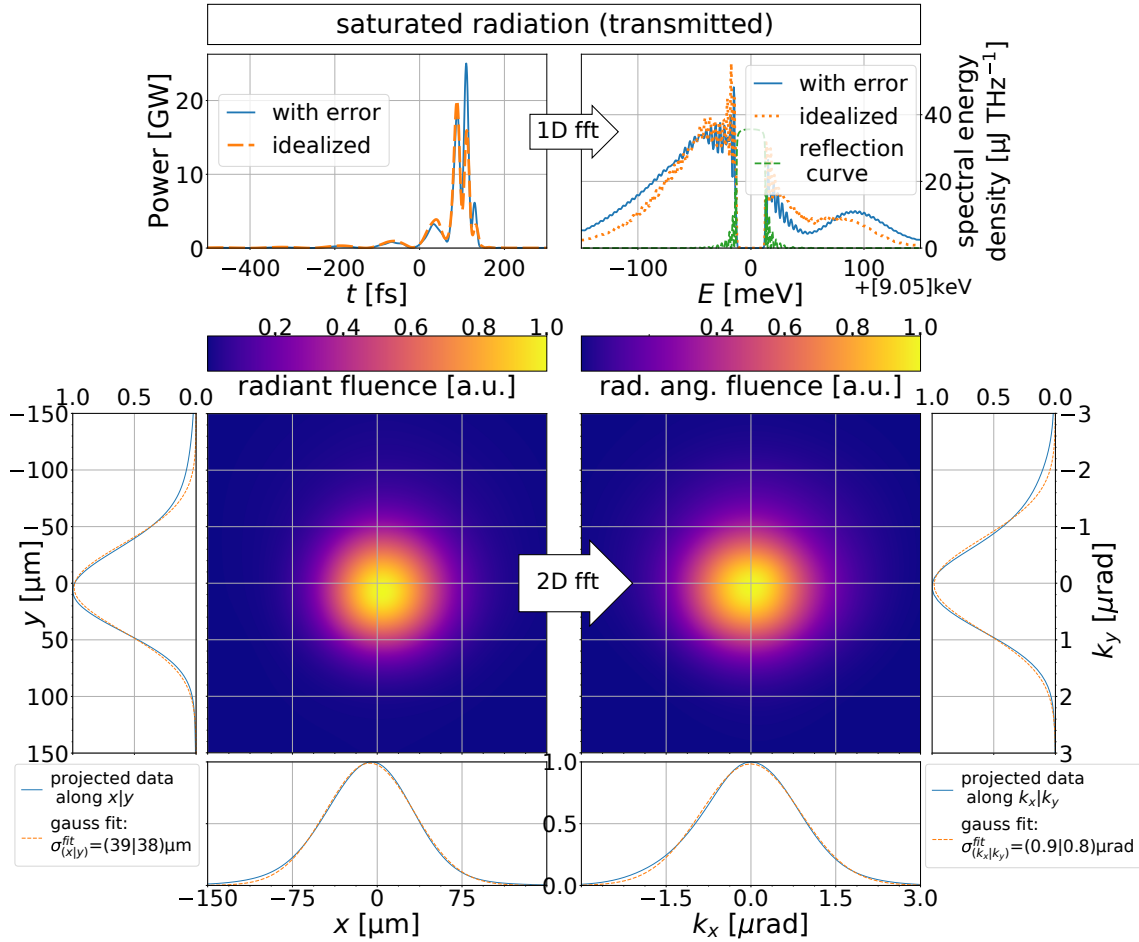 saturated radiation (transmitted)
Power [GW]
20
10
0
with error
idealized
−400
−200
0
200
t [fs]
1D fft
with error
idealized
reflection
curve
40
20
0
spectral energy
density [µJ THz⁻¹]
−100
0
100
E [meV]
+[9.05]keV
0.2
0.4
0.6
0.8
1.0
radiant fluence [a.u.]
0.4
0.6
0.8
1.0
rad. ang. fluence [a.u.]
1.0
0.5
0.0
−150
−100
−50
0
50
100
150
y [µm]
2D fft
1.0
0.5
0.0
−3
−2
−1
0
1
2
3
k_y [µrad]
projected data
along x|y
gauss fit:
σ^{fit}_{(x|y)}=(39|38)µm
−150
−75
0
75
x [µm]
1.0
0.5
0.0
−1.5
0.0
1.5
3.0
k_x [µrad]
projected data
along k_x|k_y
gauss fit:
σ^{fit}_{(k_x|k_y)}=(0.9|0.8)µrad